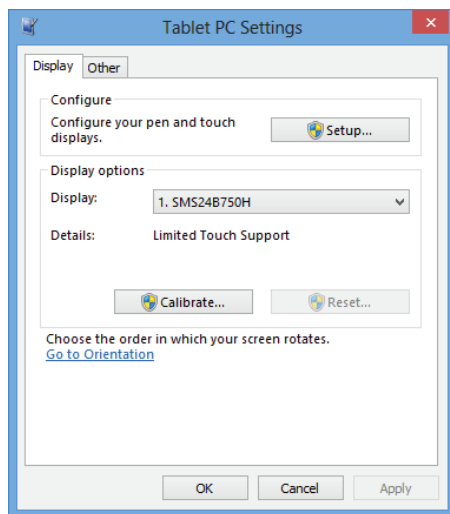 Tablet PC Settings
Display
Other
Configure
Configure your pen and touch
displays.
Setup...
Display options
Display:
1. SMS24B750H
Details:
Limited Touch Support
Calibrate...
Reset...
Choose the order in which your screen rotates.
Go to Orientation
OK
Cancel
Apply